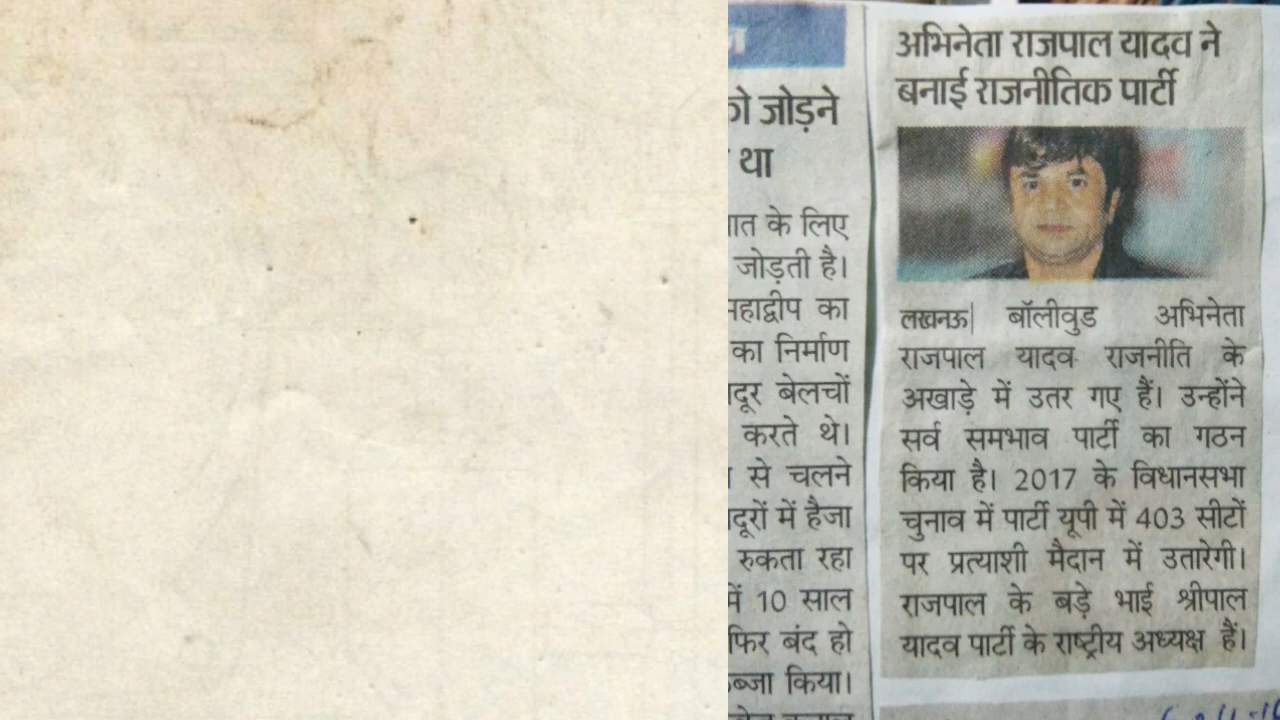 जोड़ने
था
के लिए
जोड़ती है।
का
का निर्माण
बेलचों
करते थे।
से चलने
में हैजा
रुकता रहा
में 10 साल
फिर बंद हो
किया।
अभिनेता राजपाल यादव ने
बनाई राजनीतिक पार्टी
लखनऊ| बॉलीवुड अभिनेता
राजपाल यादव राजनीति के
अखाड़े में उतर गए हैं। उन्होंने
सर्व समभाव पार्टी का गठन
किया है। 2017 के विधानसभा
चुनाव में पार्टी यूपी में 403 सीटों
पर प्रत्याशी मैदान में उतारेगी।
राजपाल के बड़े भाई श्रीपाल
यादव पार्टी के राष्ट्रीय अध्यक्ष हैं।